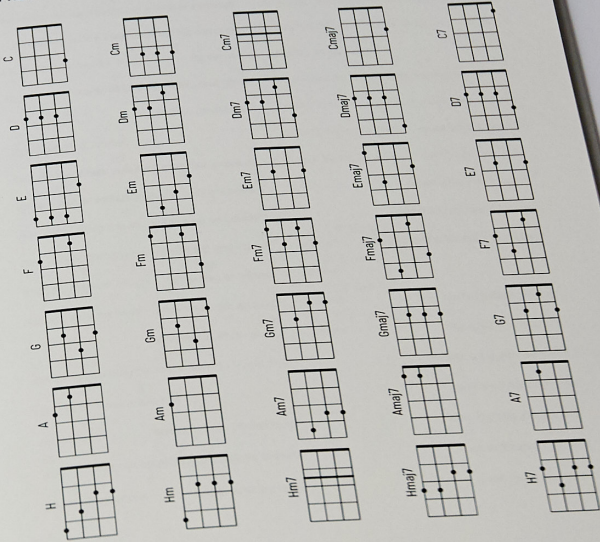 C Cm Cm7 Cmaj7 C7
D Dm Dm7 Dmaj7 D7
E Em Em7 Emaj7 E7
F Fm Fm7 Fmaj7 F7
G Gm Gm7 Gmaj7 G7
A Am Am7 Amaj7 A7
H Hm Hm7 Hmaj7 H7